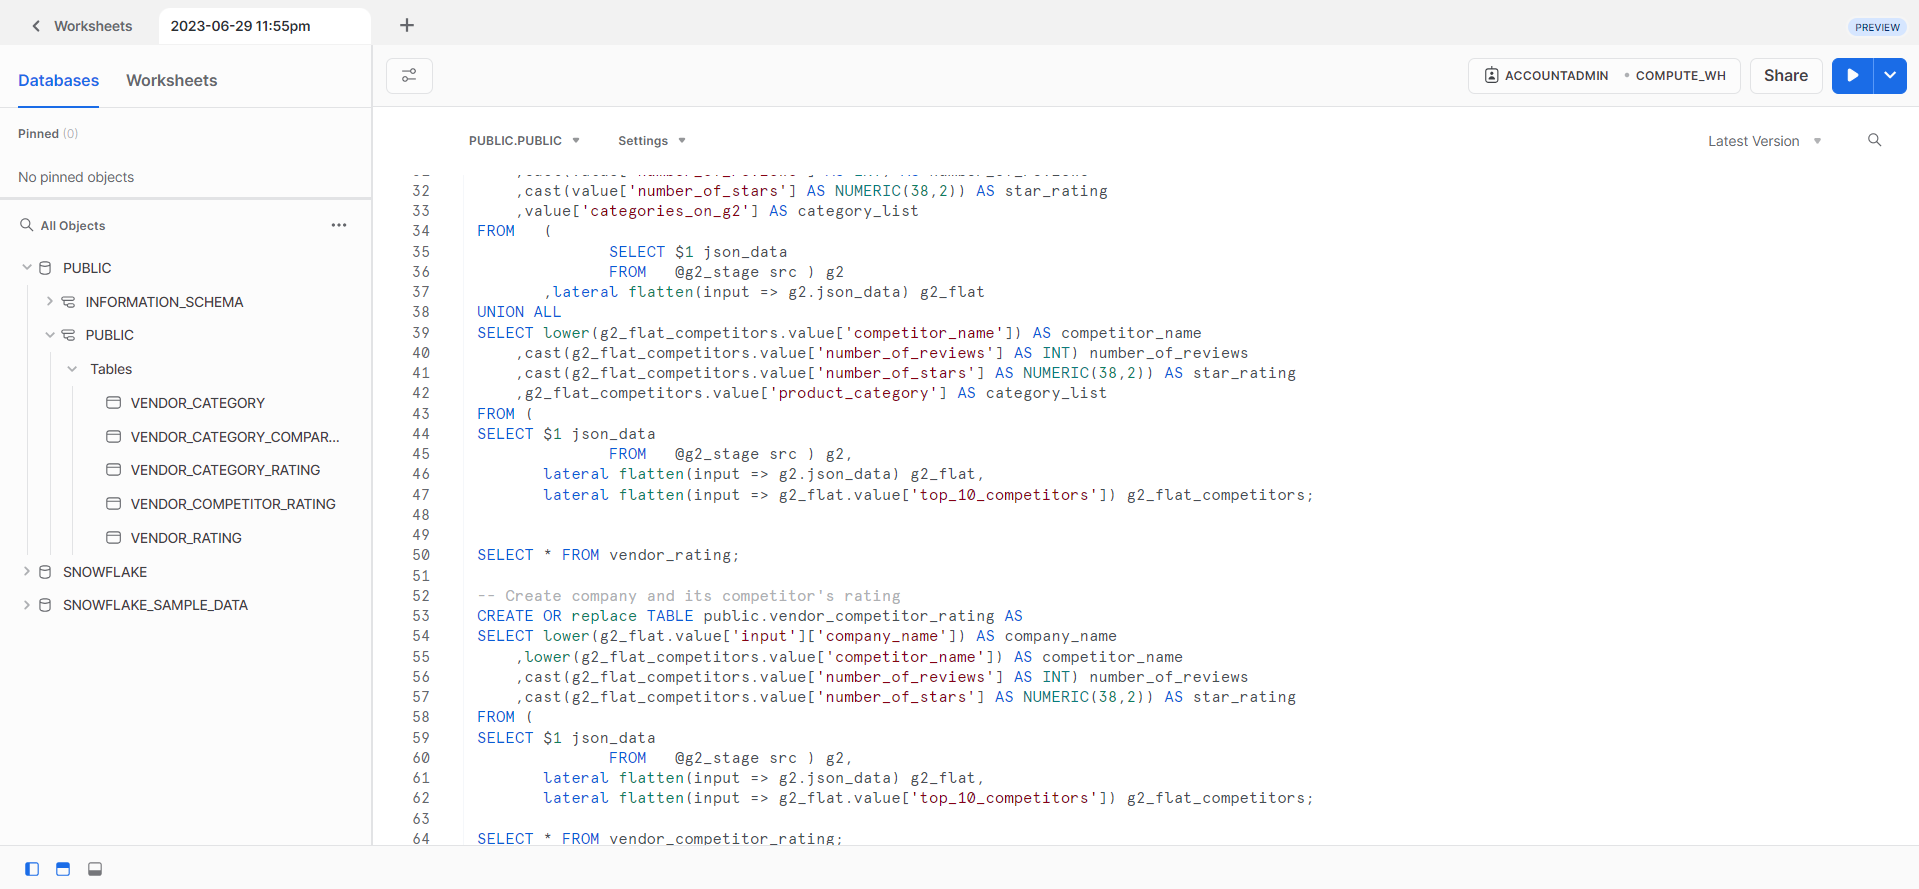 Worksheets
2023-06-29 11:55pm
PREVIEW
Databases
Worksheets
ACCOUNTADMIN
COMPUTE_WH
Share
Pinned (0)
No pinned objects
PUBLIC.PUBLIC
Settings
Latest Version
All Objects
PUBLIC
INFORMATION_SCHEMA
PUBLIC
Tables
VENDOR_CATEGORY
VENDOR_CATEGORY_COMPAR...
VENDOR_CATEGORY_RATING
VENDOR_COMPETITOR_RATING
VENDOR_RATING
SNOWFLAKE
SNOWFLAKE_SAMPLE_DATA
32 ,cast(value['number_of_stars'] AS NUMERIC(38,2)) AS star_rating
33 ,value['categories_on_g2'] AS category_list
34 FROM (
35 SELECT $1 json_data
36 FROM @g2_stage src ) g2
37 ,lateral flatten(input => g2.json_data) g2_flat
38 UNION ALL
39 SELECT lower(g2_flat_competitors.value['competitor_name']) AS competitor_name
40 ,cast(g2_flat_competitors.value['number_of_reviews'] AS INT) number_of_reviews
41 ,cast(g2_flat_competitors.value['number_of_stars'] AS NUMERIC(38,2)) AS star_rating
42 ,g2_flat_competitors.value['product_category'] AS category_list
43 FROM (
44 SELECT $1 json_data
45 FROM @g2_stage src ) g2,
46 lateral flatten(input => g2.json_data) g2_flat,
47 lateral flatten(input => g2_flat.value['top_10_competitors']) g2_flat_competitors;
48
49
50 SELECT * FROM vendor_rating;
51
52 -- Create company and its competitor's rating
53 CREATE OR replace TABLE public.vendor_competitor_rating AS
54 SELECT lower(g2_flat.value['input']['company_name']) AS company_name
55 ,lower(g2_flat_competitors.value['competitor_name']) AS competitor_name
56 ,cast(g2_flat_competitors.value['number_of_reviews'] AS INT) number_of_reviews
57 ,cast(g2_flat_competitors.value['number_of_stars'] AS NUMERIC(38,2)) AS star_rating
58 FROM (
59 SELECT $1 json_data
60 FROM @g2_stage src ) g2,
61 lateral flatten(input => g2.json_data) g2_flat,
62 lateral flatten(input => g2_flat.value['top_10_competitors']) g2_flat_competitors;
63
64 SELECT * FROM vendor_competitor_rating;